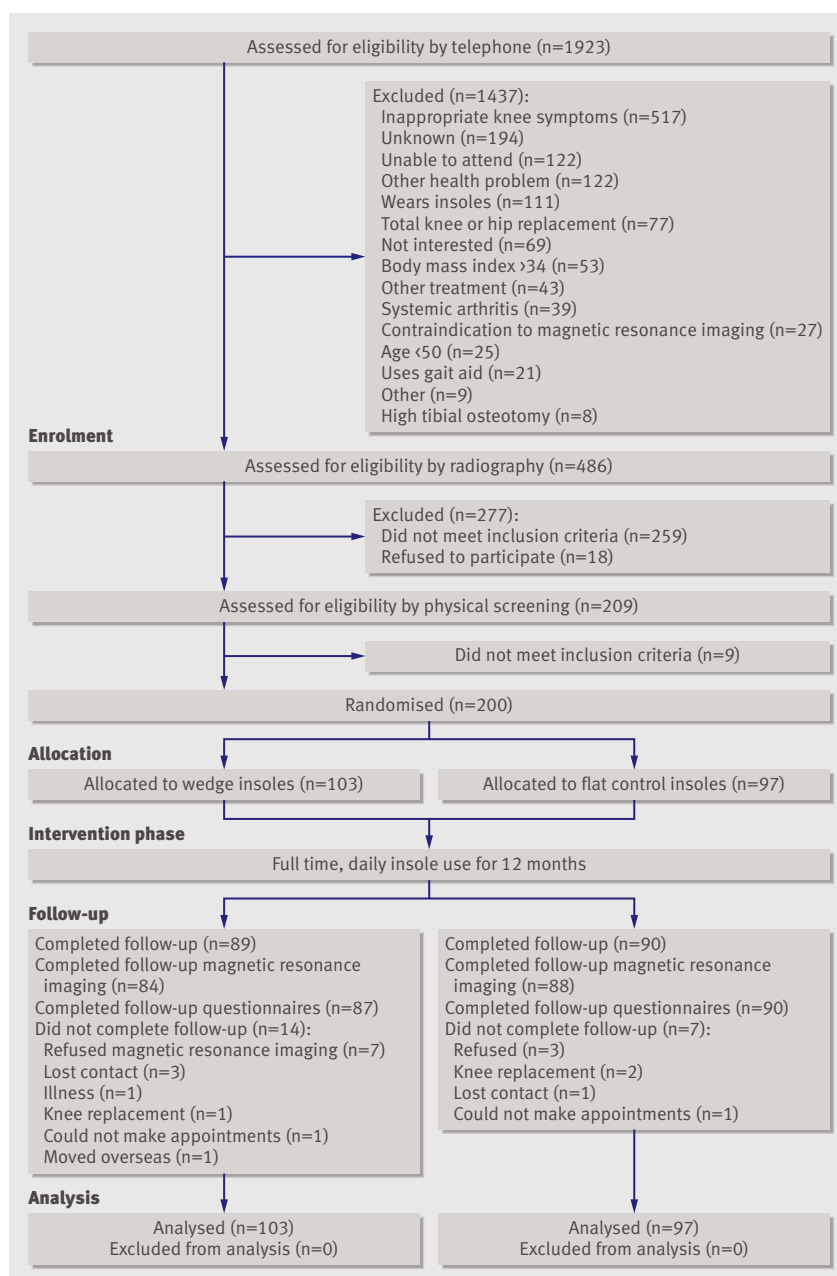 Assessed for eligibility by telephone (n=1923)
Excluded (n=1437):
Inappropriate knee symptoms (n=517)
Unknown (n=194)
Unable to attend (n=122)
Other health problem (n=122)
Wears insoles (n=111)
Total knee or hip replacement (n=77)
Not interested (n=69)
Body mass index >34 (n=53)
Other treatment (n=43)
Systemic arthritis (n=39)
Contraindication to magnetic resonance imaging (n=27)
Age <50 (n=25)
Uses gait aid (n=21)
Other (n=9)
High tibial osteotomy (n=8)
Enrolment
Assessed for eligibility by radiography (n=486)
Excluded (n=277):
Did not meet inclusion criteria (n=259)
Refused to participate (n=18)
Assessed for eligibility by physical screening (n=209)
Did not meet inclusion criteria (n=9)
Randomised (n=200)
Allocation
Allocated to wedge insoles (n=103)
Allocated to flat control insoles (n=97)
Intervention phase
Full time, daily insole use for 12 months
Follow-up
Completed follow-up (n=89)
Completed follow-up magnetic resonance
imaging (n=84)
Completed follow-up questionnaires (n=87)
Did not complete follow-up (n=14):
Refused magnetic resonance imaging (n=7)
Lost contact (n=3)
Illness (n=1)
Knee replacement (n=1)
Could not make appointments (n=1)
Moved overseas (n=1)
Completed follow-up (n=90)
Completed follow-up magnetic resonance
imaging (n=88)
Completed follow-up questionnaires (n=90)
Did not complete follow-up (n=7):
Refused (n=3)
Knee replacement (n=2)
Lost contact (n=1)
Could not make appointments (n=1)
Analysis
Analysed (n=103)
Excluded from analysis (n=0)
Analysed (n=97)
Excluded from analysis (n=0)